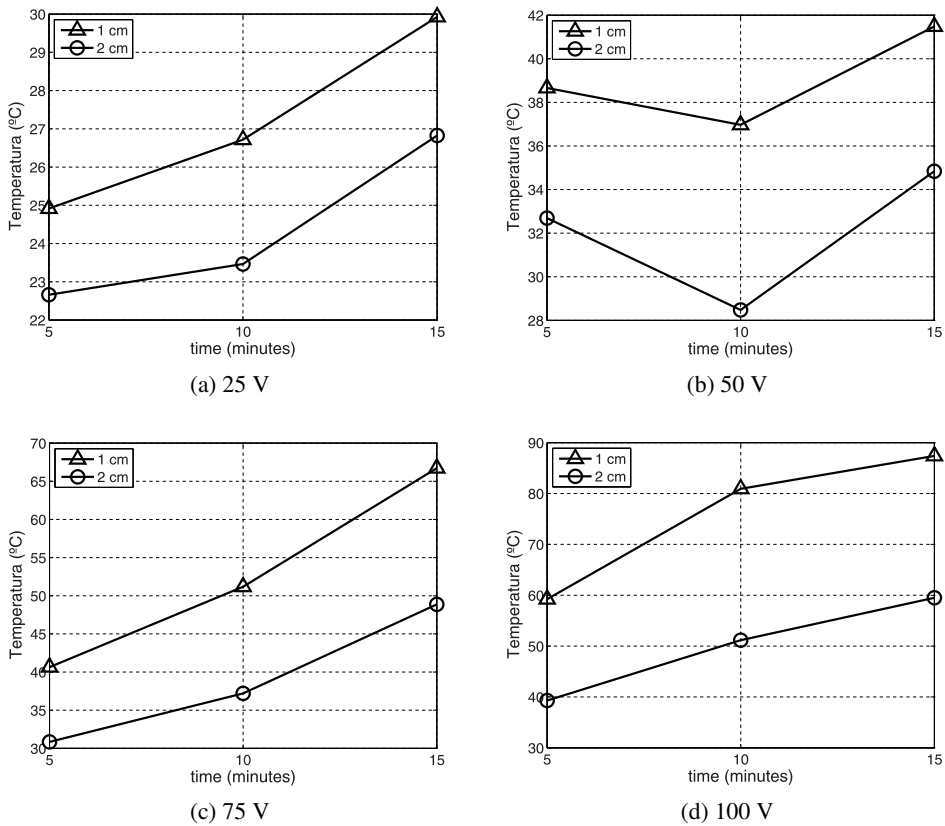 30
29
28
27
26
25
24
23
22
Temperatura (ºC)
1 cm
2 cm
5
10
15
time (minutes)
(a) 25 V
42
40
38
36
34
32
30
28
Temperatura (ºC)
1 cm
2 cm
5
10
15
time (minutes)
(b) 50 V
70
65
60
55
50
45
40
35
30
Temperatura (ºC)
1 cm
2 cm
5
10
15
time (minutes)
(c) 75 V
90
80
70
60
50
40
30
Temperatura (ºC)
1 cm
2 cm
5
10
15
time (minutes)
(d) 100 V